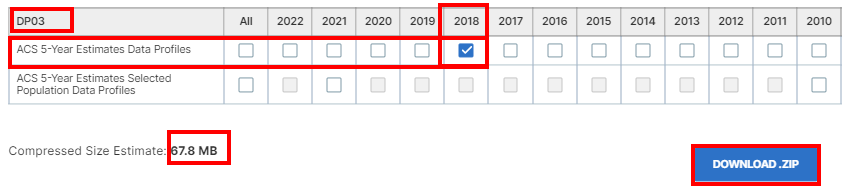 DP03 All 2022 2021 2020 2019 2018 2017 2016 2015 2014 2013 2012 2011 2010
ACS 5-Year Estimates Data Profiles
ACS 5-Year Estimates Selected
Population Data Profiles
Compressed Size Estimate: 67.8 MB
DOWNLOAD .ZIP